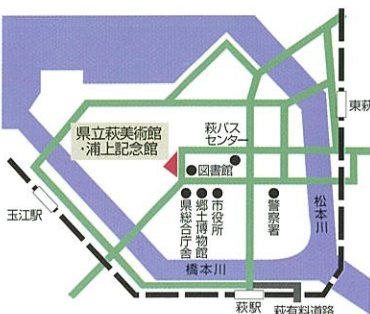 東萩
県立萩美術館
・浦上記念館
萩バス
センター
図書館
玉江駅
県総合庁舎
郷土博物館
市役所
警察署
松本川
橋本川
萩駅
萩有料道路